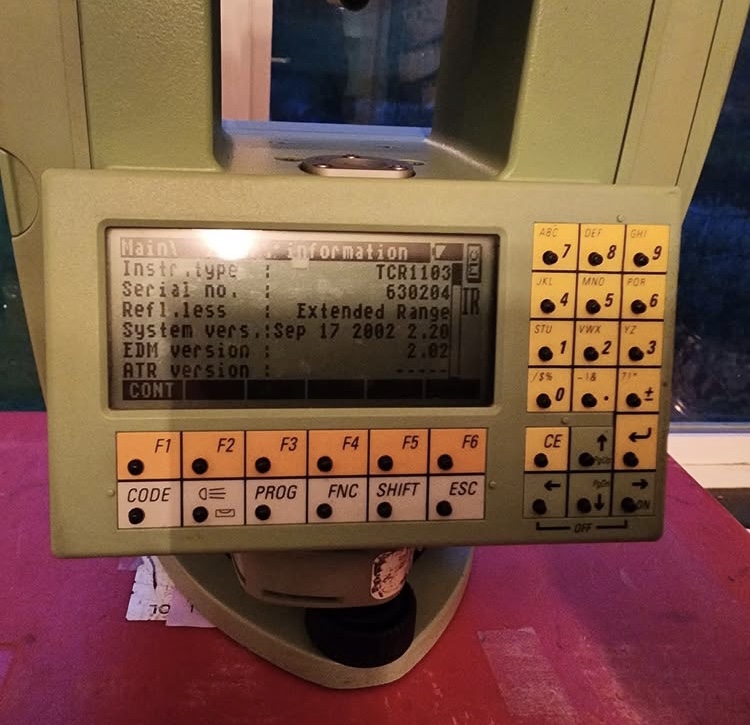 Main\ information
Instr.type : TCR1103
Serial no. : 630204
Refl.less : Extended Range
System vers.:Sep 17 2002 2.20
EDM version : 2.02
ATR version : -----
CONT
IR
F1 F2 F3 F4 F5 F6
CODE PROG FNC SHIFT ESC
ABC 7 DEF 8 GHI 9
JKL 4 MNO 5 PQR 6
STU 1 VWX 2 YZ 3
/$% 0 . ±
CE ↑ PgUp ↵
← PgDn ↓ → ON
OFF